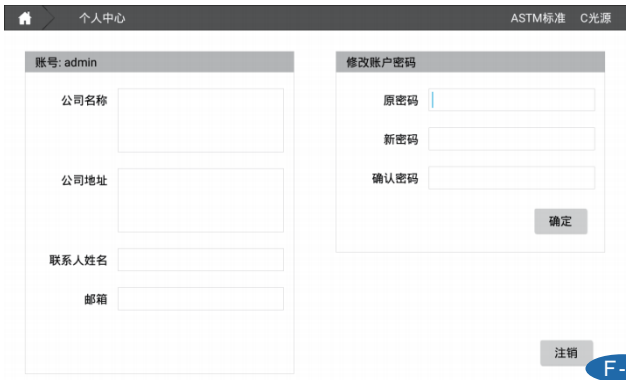 个人中心
ASTM标准 C光源
账号: admin
公司名称
公司地址
联系人姓名
邮箱
修改账户密码
原密码
新密码
确认密码
确定
注销
F-